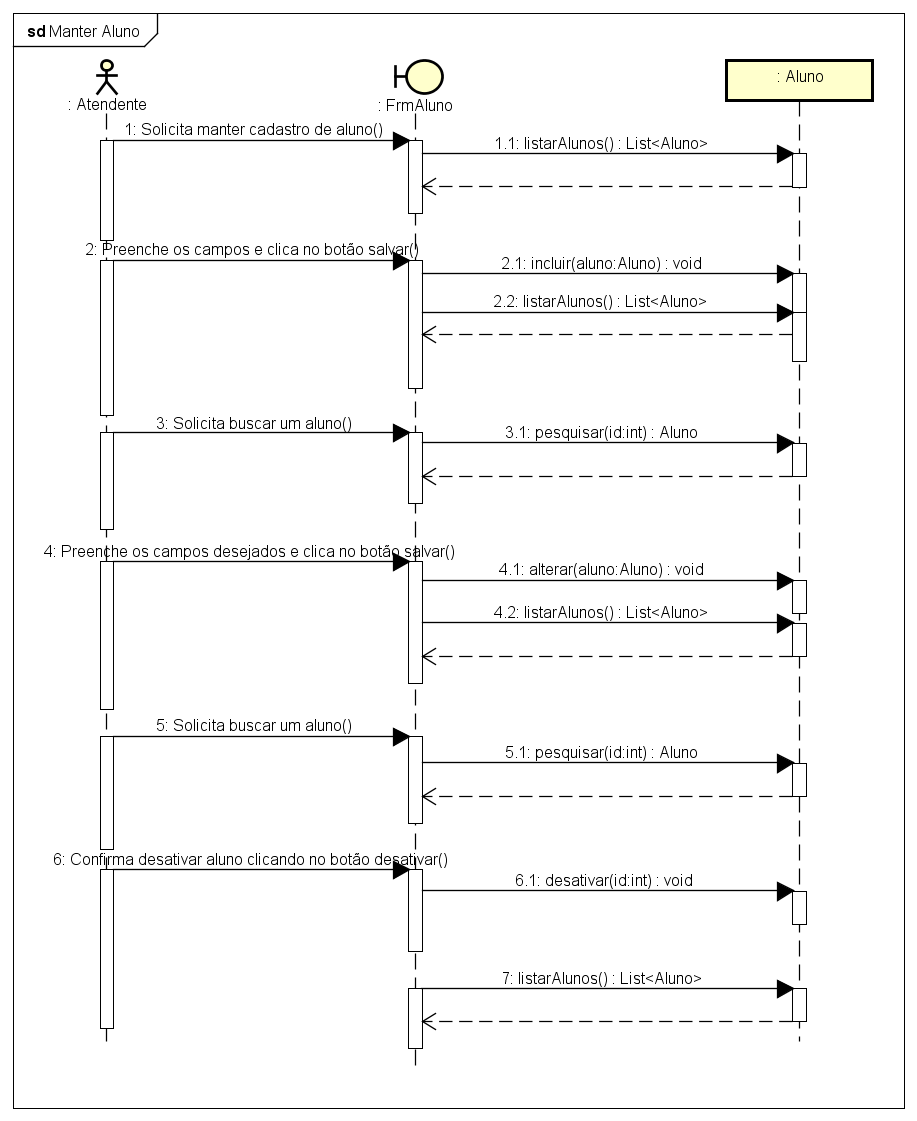 sd Manter Aluno
: Atendente
: FrmAluno
: Aluno
1: Solicita manter cadastro de aluno()
1.1: listarAlunos() : List<Aluno>
2: Preenche os campos e clica no botão salvar()
2.1: incluir(aluno:Aluno) : void
2.2: listarAlunos() : List<Aluno>
3: Solicita buscar um aluno()
3.1: pesquisar(id:int) : Aluno
4: Preenche os campos desejados e clica no botão salvar()
4.1: alterar(aluno:Aluno) : void
4.2: listarAlunos() : List<Aluno>
5: Solicita buscar um aluno()
5.1: pesquisar(id:int) : Aluno
6: Confirma desativar aluno clicando no botão desativar()
6.1: desativar(id:int) : void
7: listarAlunos() : List<Aluno>